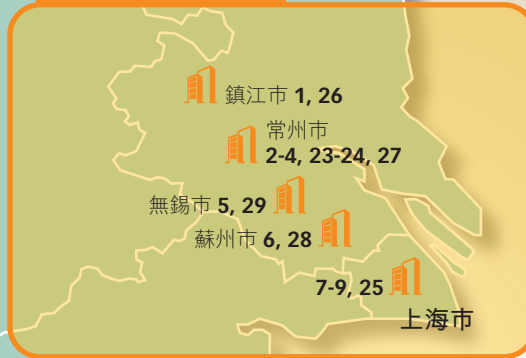 鎮江市 1, 26
常州市
2-4, 23-24, 27
無錫市 5, 29
蘇州市 6, 28
7-9, 25
上海市